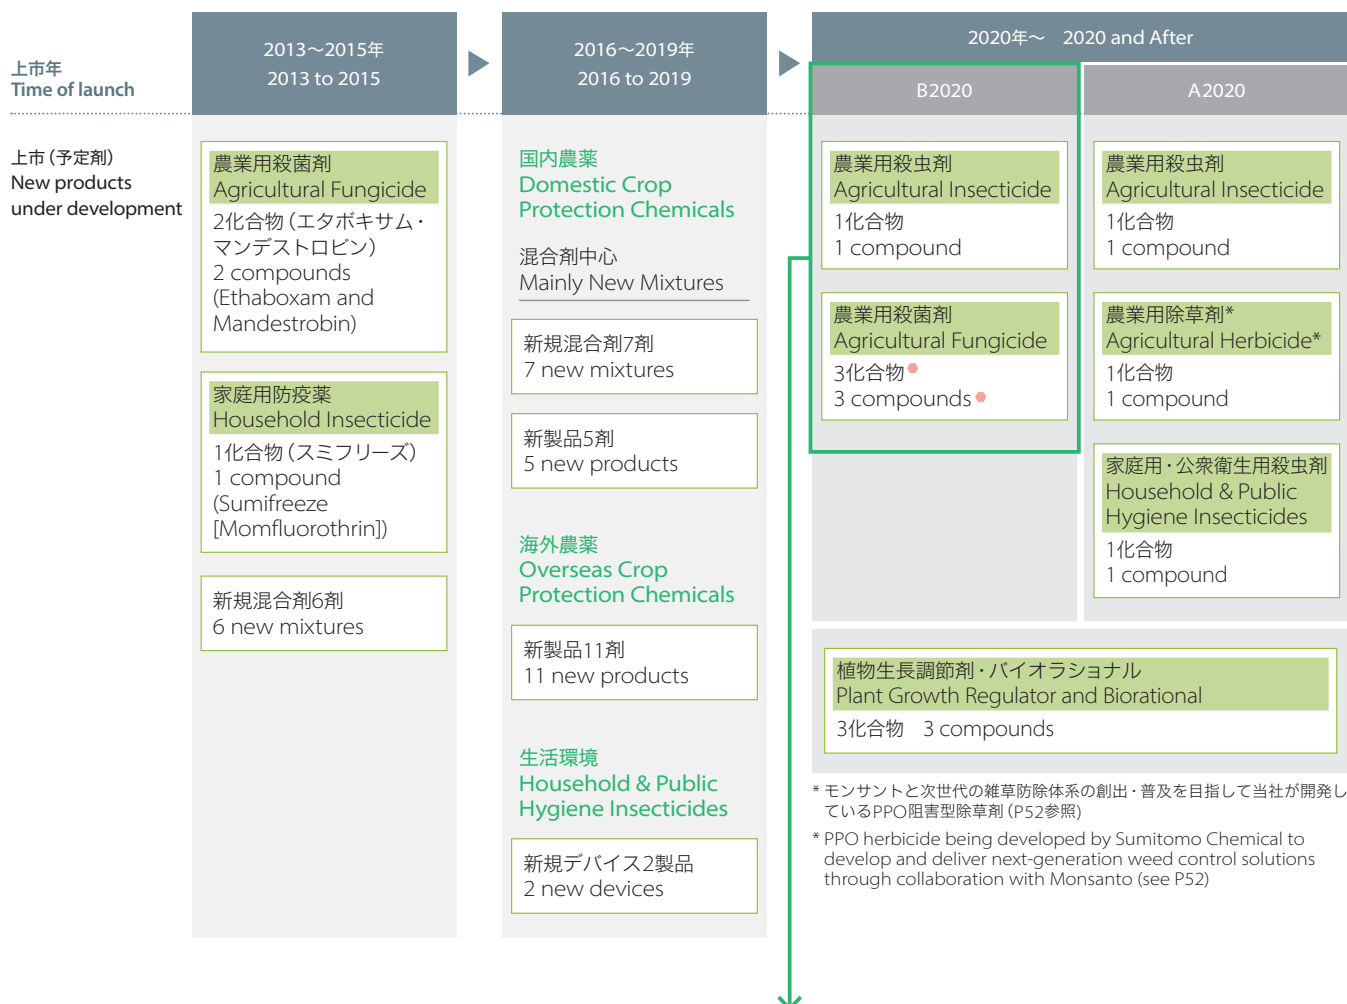 上市年
Time of launch
2013～2015年
2013 to 2015
2016～2019年
2016 to 2019
2020年～　2020 and After
B2020
A2020
上市（予定剤）
New products
under development
農業用殺菌剤
Agricultural Fungicide
2化合物（エタボキサム・
マンデストロビン）
2 compounds
(Ethaboxam and
Mandestrobin)
家庭用防疫薬
Household Insecticide
1化合物（スミフリーズ）
1 compound
(Sumifreeze
[Momfluorothrin])
新規混合剤6剤
6 new mixtures
国内農薬
Domestic Crop
Protection Chemicals
混合剤中心
Mainly New Mixtures
新規混合剤7剤
7 new mixtures
新製品5剤
5 new products
海外農薬
Overseas Crop
Protection Chemicals
新製品11剤
11 new products
生活環境
Household & Public
Hygiene Insecticides
新規デバイス2製品
2 new devices
農業用殺虫剤
Agricultural Insecticide
1化合物
1 compound
農業用殺菌剤
Agricultural Fungicide
3化合物
3 compounds
農業用殺虫剤
Agricultural Insecticide
1化合物
1 compound
農業用除草剤*
Agricultural Herbicide*
1化合物
1 compound
家庭用・公衆衛生用殺虫剤
Household & Public
Hygiene Insecticides
1化合物
1 compound
植物生長調節剤・バイオラショナル
Plant Growth Regulator and Biorational
3化合物　3 compounds
* モンサントと次世代の雑草防除体系の創出・普及を目指して当社が開発し
ているPPO阻害型除草剤（P52参照）
* PPO herbicide being developed by Sumitomo Chemical to
develop and deliver next-generation weed control solutions
through collaboration with Monsanto (see P52)